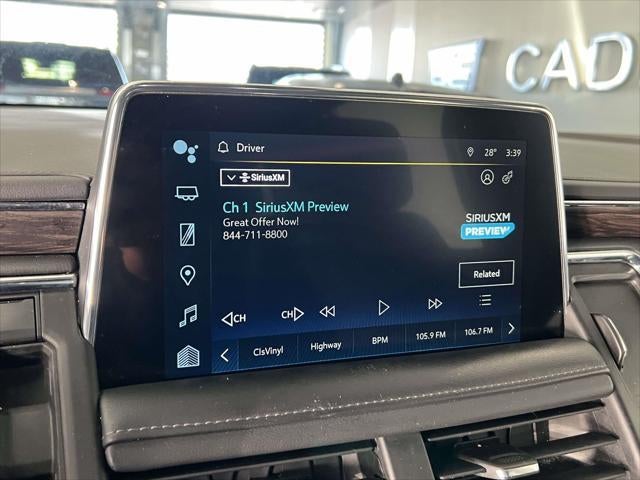 CAD
Driver
28° 3:39
SiriusXM
Ch 1 SiriusXM Preview
Great Offer Now!
844-711-8800
SIRIUSXM
PREVIEW
Related
CH CH
ClsVinyl Highway BPM 105.9 FM 106.7 FM